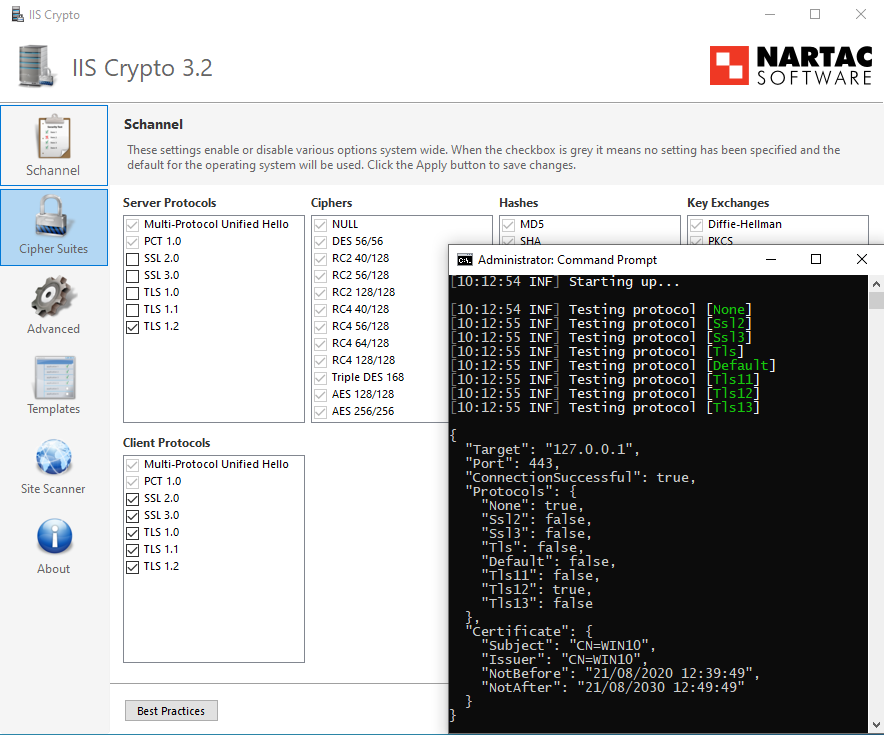 IIS Crypto
IIS Crypto 3.2
NARTAC
SOFTWARE
Schannel
Cipher Suites
Advanced
Templates
Site Scanner
About
Schannel
These settings enable or disable various options system wide. When the checkbox is grey it means no setting has been specified and the
default for the operating system will be used. Click the Apply button to save changes.
Server Protocols
Multi-Protocol Unified Hello
PCT 1.0
SSL 2.0
SSL 3.0
TLS 1.0
TLS 1.1
TLS 1.2
Ciphers
NULL
DES 56/56
RC2 40/128
RC2 56/128
RC2 128/128
RC4 40/128
RC4 56/128
RC4 64/128
RC4 128/128
Triple DES 168
AES 128/128
AES 256/256
Hashes
MD5
SHA
Key Exchanges
Diffie-Hellman
PKCS
Client Protocols
Multi-Protocol Unified Hello
PCT 1.0
SSL 2.0
SSL 3.0
TLS 1.0
TLS 1.1
TLS 1.2
Best Practices
Administrator: Command Prompt
[10:12:54 INF] Starting up...
[10:12:54 INF] Testing protocol [None]
[10:12:55 INF] Testing protocol [Ssl2]
[10:12:55 INF] Testing protocol [Ssl3]
[10:12:55 INF] Testing protocol [Tls]
[10:12:55 INF] Testing protocol [Default]
[10:12:55 INF] Testing protocol [Tls11]
[10:12:55 INF] Testing protocol [Tls12]
[10:12:55 INF] Testing protocol [Tls13]
{
"Target": "127.0.0.1",
"Port": 443,
"ConnectionSuccessful": true,
"Protocols": {
"None": true,
"Ssl2": false,
"Ssl3": false,
"Tls": false,
"Default": false,
"Tls11": false,
"Tls12": true,
"Tls13": false
},
"Certificate": {
"Subject": "CN=WIN10",
"Issuer": "CN=WIN10",
"NotBefore": "21/08/2020 12:39:49",
"NotAfter": "21/08/2030 12:49:49"
}
}